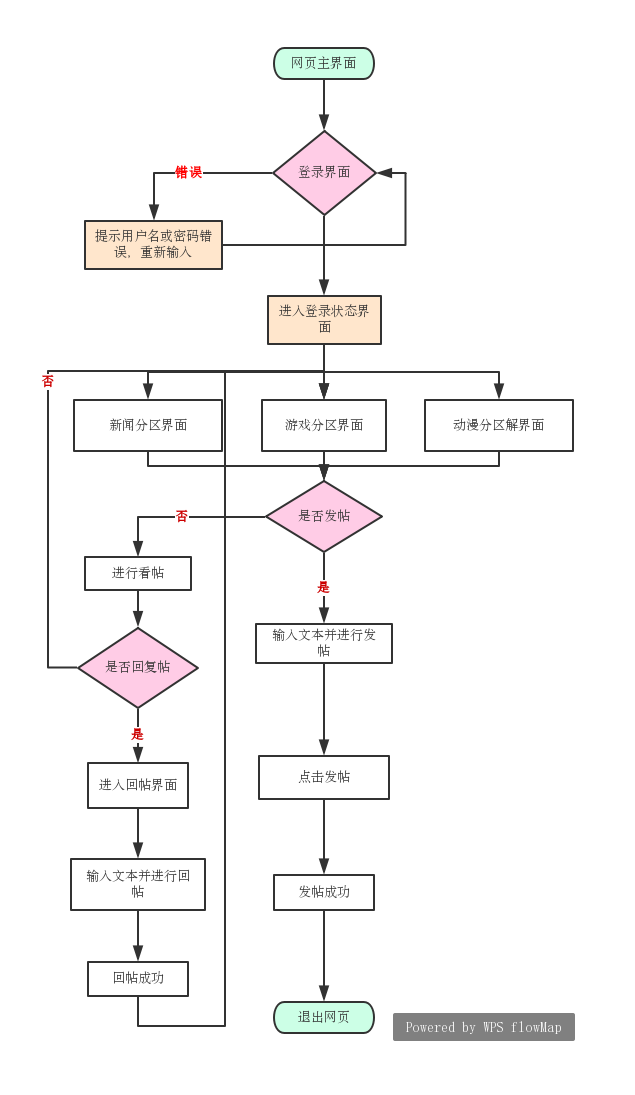 网页主界面
登录界面
错误
提示用户名或密码错
误，重新输入
进入登录状态界
面
否
新闻分区界面
游戏分区界面
动漫分区解界面
否
是否发帖
进行看帖
是
输入文本并进行发
帖
是否回复帖
是
进入回帖界面
点击发帖
输入文本并进行回
帖
发帖成功
回帖成功
退出网页
Powered by WPS flowMap